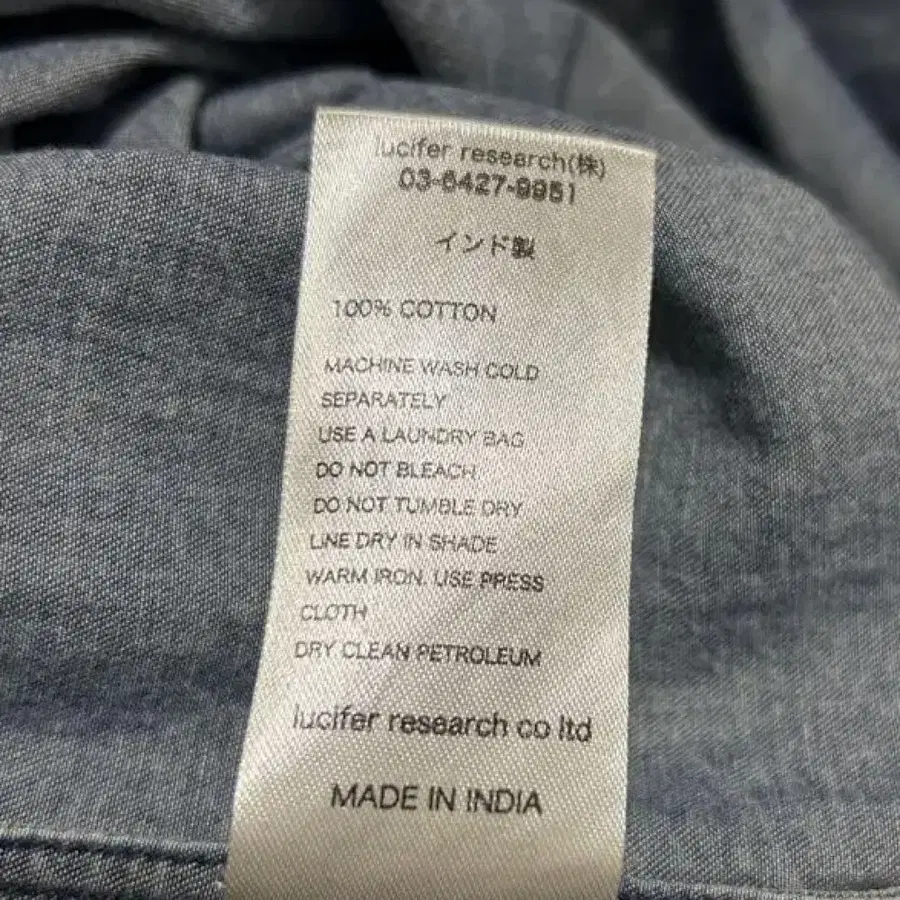 lucifer research(株)
03-6427-9951
インド製
100% COTTON
MACHINE WASH COLD
SEPARATELY
USE A LAUNDRY BAG
DO NOT BLEACH
DO NOT TUMBLE DRY
LINE DRY IN SHADE
WARM IRON. USE PRESS
CLOTH
DRY CLEAN PETROLEUM
lucifer research co ltd
MADE IN INDIA